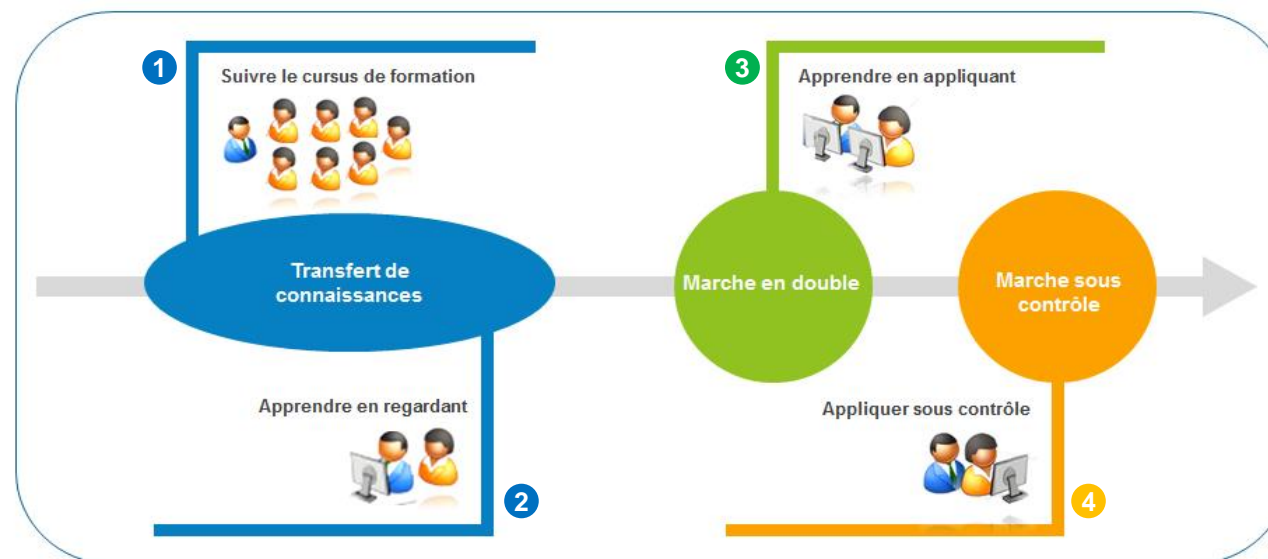 1
Suivre le cursus de formation
3
Apprendre en appliquant
Transfert de
connaissances
Marche en double
Marche sous
contrôle
Apprendre en regardant
2
Appliquer sous contrôle
4